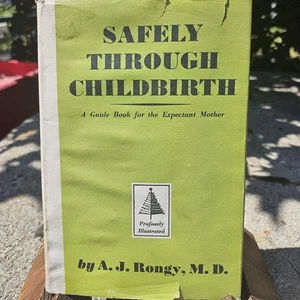 SAFELY
THROUGH
CHILDBIRTH
A Guide Book for the Expectant Mother
Profusely
Illustrated
by A. J. Rongy, M. D.